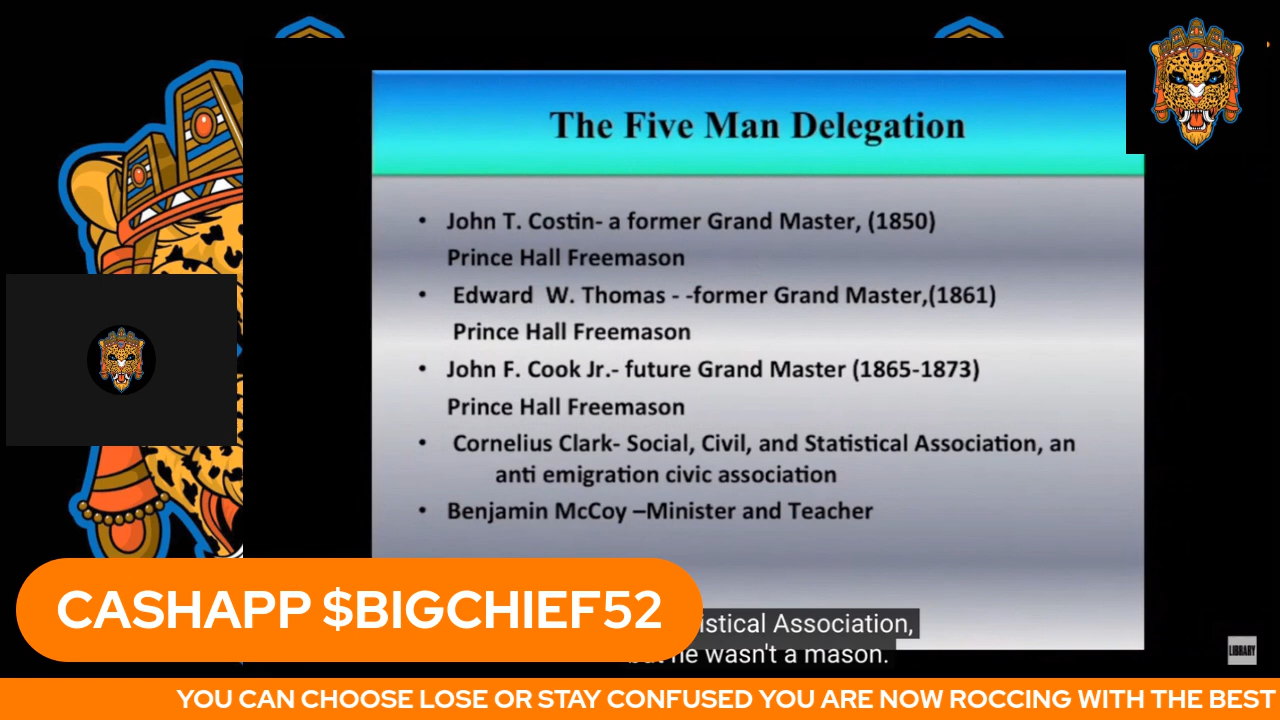 The Five Man Delegation
• John T. Costin- a former Grand Master, (1850)
Prince Hall Freemason
• Edward W. Thomas - -former Grand Master,(1861)
Prince Hall Freemason
• John F. Cook Jr.- future Grand Master (1865-1873)
Prince Hall Freemason
• Cornelius Clark- Social, Civil, and Statistical Association, an
anti emigration civic association
• Benjamin McCoy –Minister and Teacher
CASHAPP $BIGCHIEF52
istical Association,
he wasn't a mason.
LIBRARY
YOU CAN CHOOSE LOSE OR STAY CONFUSED YOU ARE NOW ROCCING WITH THE BEST